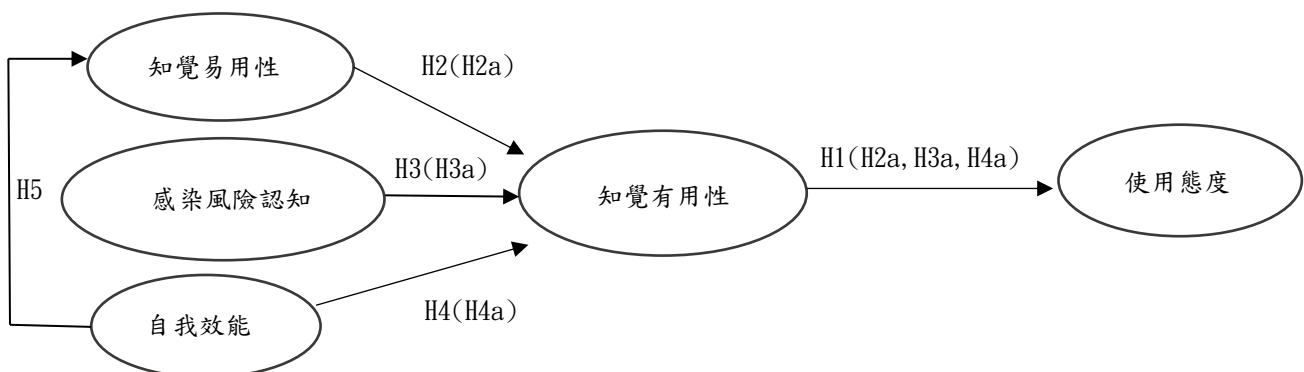 知覺易用性
H2(H2a)
H5
感染風險認知
H3(H3a)
知覺有用性
H1(H2a,H3a,H4a)
使用態度
自我效能
H4(H4a)